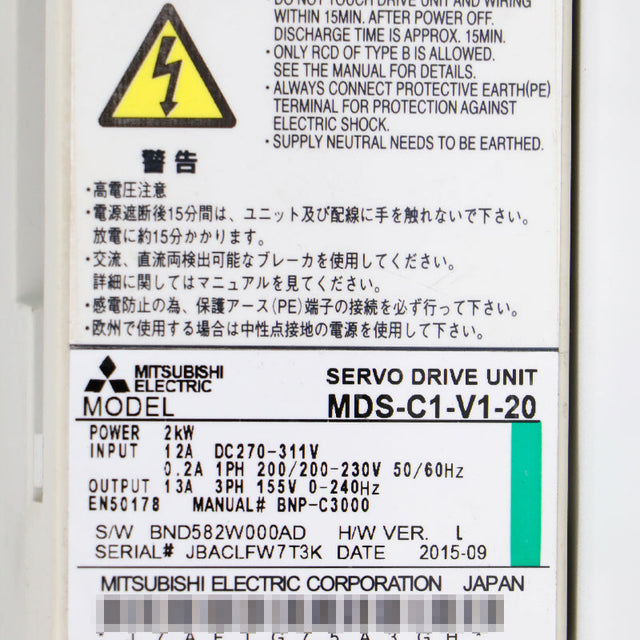 • DO NOT TOUCH DRIVE UNIT AND WIRING
WITHIN 15MIN. AFTER POWER OFF.
DISCHARGE TIME IS APPROX. 15MIN.
• ONLY RCD OF TYPE B IS ALLOWED.
SEE THE MANUAL FOR DETAILS.
• ALWAYS CONNECT PROTECTIVE EARTH(PE)
TERMINAL FOR PROTECTION AGAINST
ELECTRIC SHOCK.
• SUPPLY NEUTRAL NEEDS TO BE EARTHED.
警告
・高電圧注意
・電源遮断後15分間は、ユニット及び配線に手を触れないで下さい。
放電に約15分かかります。
・交流、直流両検出可能なブレーカを使用してください。
詳細に関してはマニュアルを見てください。
・感電防止の為、保護アース(PE)端子の接続を必ず行って下さい。
・欧州で使用する場合は中性点接地の電源を使用して下さい。
MITSUBISHI
ELECTRIC
SERVO DRIVE UNIT
MODEL MDS-C1-V1-20
POWER 2kW
INPUT 12A DC270-311V
0.2A 1PH 200/200-230V 50/60Hz
OUTPUT 13A 3PH 155V 0-240Hz
EN50178 MANUAL# BNP-C3000
S/W BND582W000AD H/W VER. L
SERIAL# JBACLFW7T3K DATE 2015-09
MITSUBISHI ELECTRIC CORPORATION JAPAN